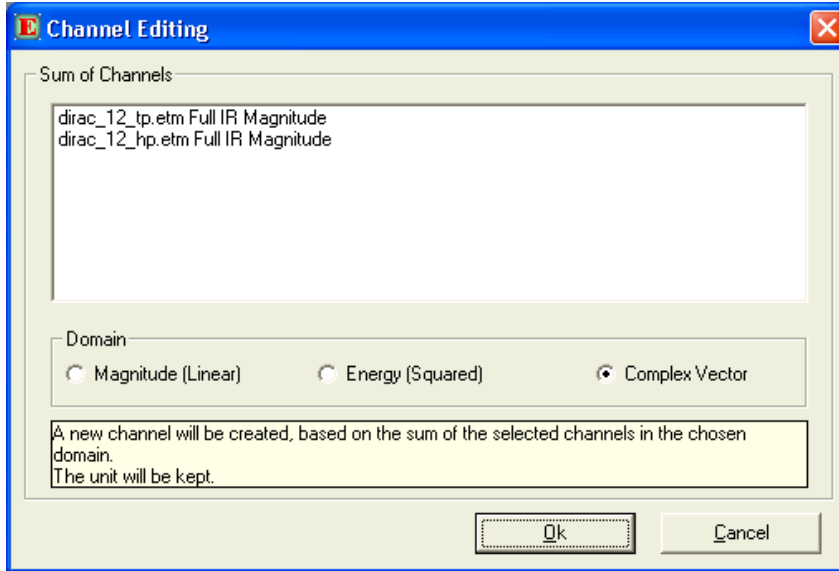 E Channel Editing
Sum of Channels
dirac_12_tp.etm Full IR Magnitude
dirac_12_hp.etm Full IR Magnitude
Domain
Magnitude (Linear) Energy (Squared) Complex Vector
A new channel will be created, based on the sum of the selected channels in the chosen
domain.
The unit will be kept.
Ok Cancel